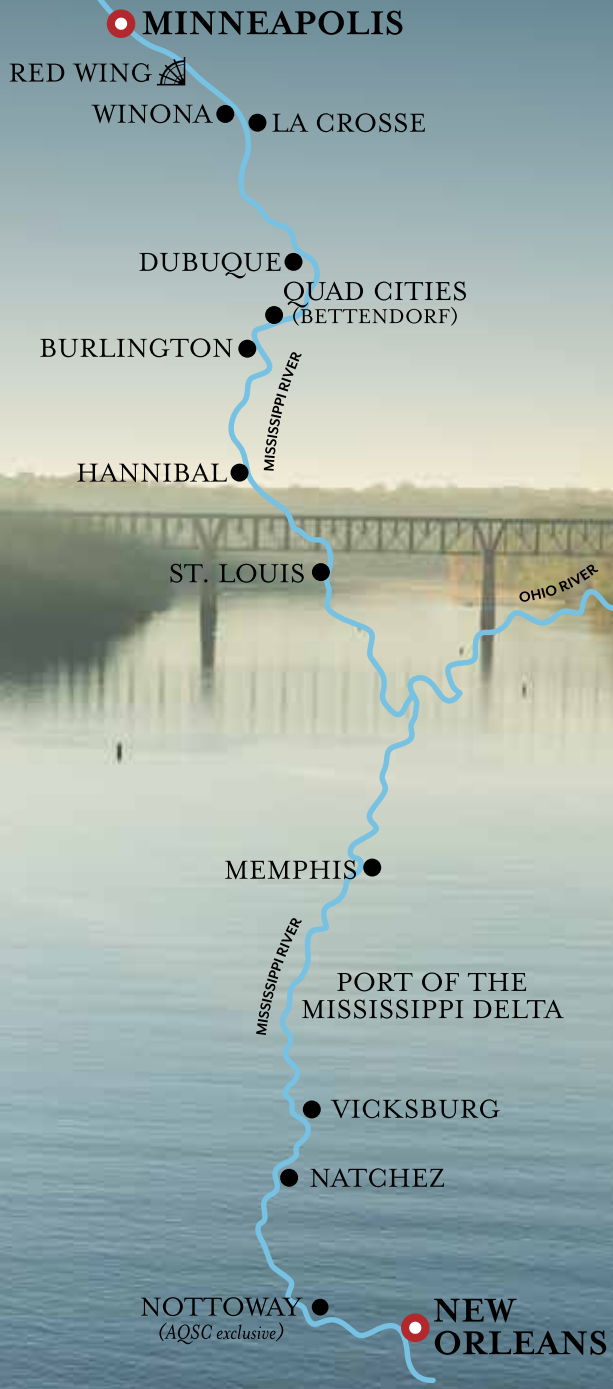 MINNEAPOLIS
RED WING
WINONA
LA CROSSE
DUBUQUE
QUAD CITIES
(BETTENDORF)
BURLINGTON
MISSISSIPPI RIVER
HANNIBAL
ST. LOUIS
OHIO RIVER
MEMPHIS
MISSISSIPPI RIVER
PORT OF THE
MISSISSIPPI DELTA
VICKSBURG
NATCHEZ
NOTTOWAY
(AQSC exclusive)
NEW
ORLEANS